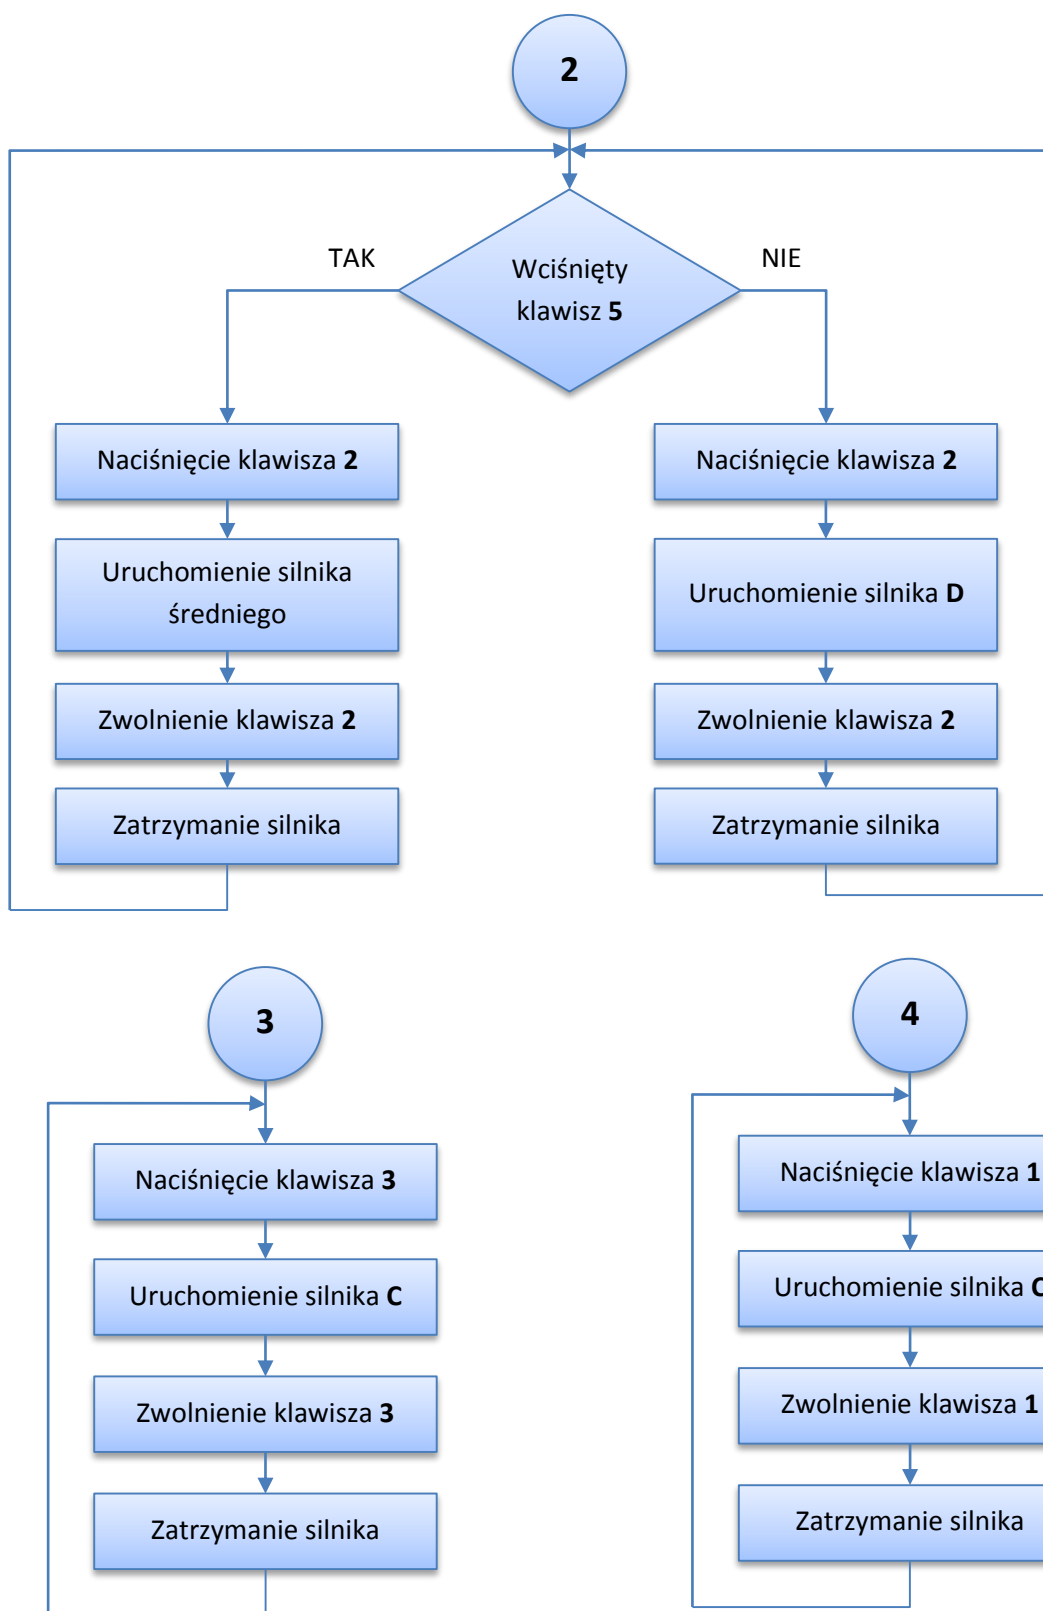 2
TAK
NIE
Wciśnięty
klawisz 5
Naciśnięcie klawisza 2
Uruchomienie silnika
średniego
Zwolnienie klawisza 2
Zatrzymanie silnika
Naciśnięcie klawisza 2
Uruchomienie silnika D
Zwolnienie klawisza 2
Zatrzymanie silnika
3
Naciśnięcie klawisza 3
Uruchomienie silnika C
Zwolnienie klawisza 3
Zatrzymanie silnika
4
Naciśnięcie klawisza 1
Uruchomienie silnika
Zwolnienie klawisza 1
Zatrzymanie silnika